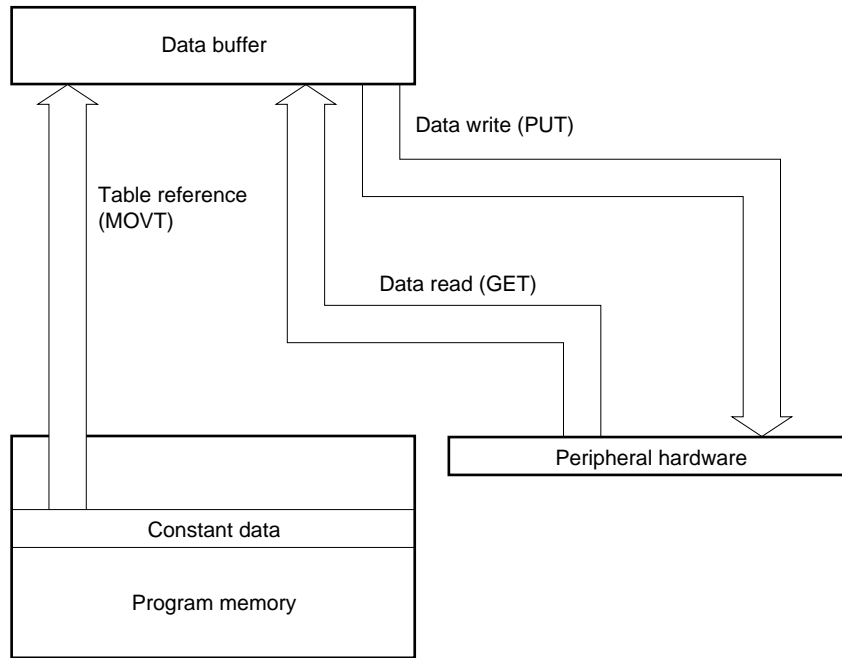 Data buffer
Data write (PUT)
Table reference
(MOVT)
Data read (GET)
Peripheral hardware
Constant data
Program memory